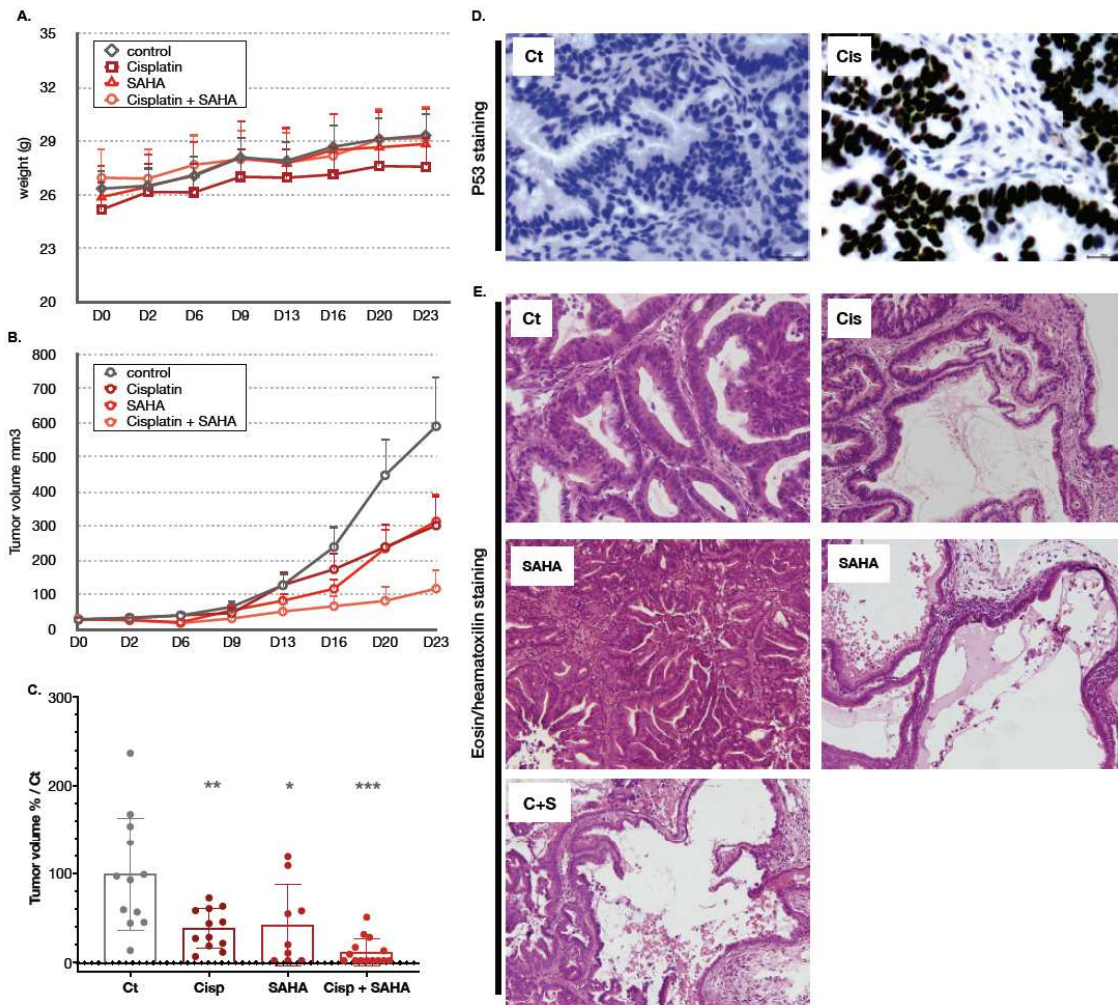 A.
35
32
29
26
23
20
weight (g)
control
Cisplatin
SAHA
Cisplatin + SAHA
D0 D2 D6 D9 D13 D16 D20 D23
B.
800
700
600
500
400
300
200
100
0
Tumor volume mm3
control
Cisplatin
SAHA
Cisplatin + SAHA
D0 D2 D6 D9 D13 D16 D20 D23
C.
300
200
100
0
Tumor volume % / Ct
** * ***
Ct Cisp SAHA Cisp + SAHA
D.
P53 staining
Ct
Cis
E.
Eosin/heamatoxilin staining
Ct
Cis
SAHA
SAHA
C+S